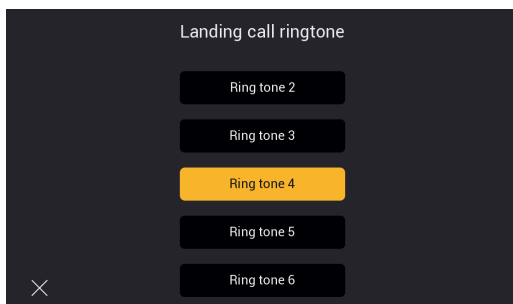 Landing call ringtone
Ring tone 2
Ring tone 3
Ring tone 4
Ring tone 5
Ring tone 6